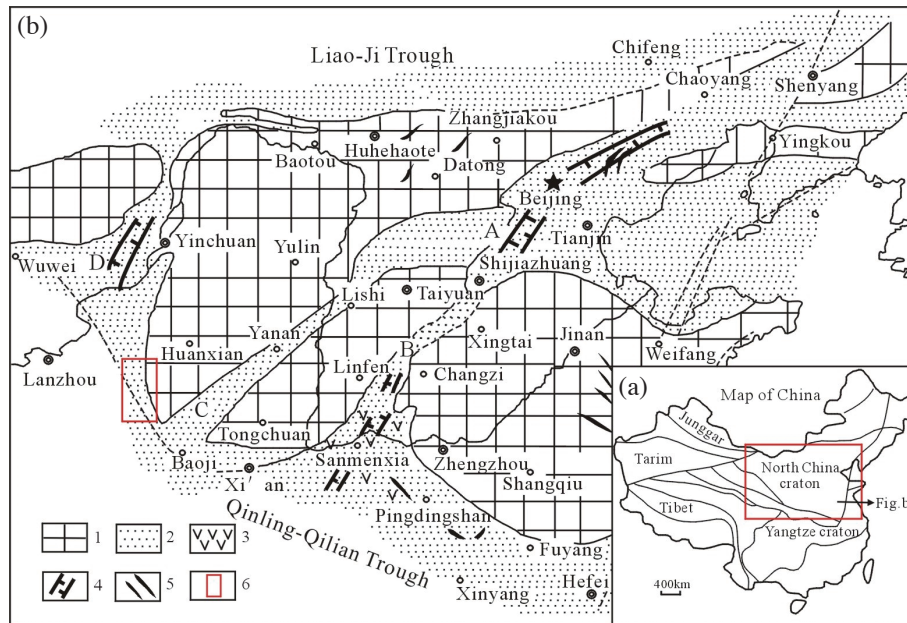 (b)
Liao-Ji Trough
Chifeng
Chaoyang
Shenyang
Zhangjiakou
Huhehaote
Baotou
Datong
Yingkou
Beijing
A
Tianjin
Yinchuan
Yulin
D
Wuwei
Shijiazhuang
Lishi
Taiyuan
Yanan
Xingtai
Jinan
Weifang
Huanxian
B
Linfen
Changzi
Lanzhou
C
Tongchuan
Sanmenxia
Baoji
Xi' an
Zhengzhou
Shangqiu
Pingdingshan
Qinling-Qilian Trough
Fuyang
Xinyang
Hefei
1
2
3
4
5
6
(a)
Map of China
Junggar
Tarim
North China
craton
Tibet
Fig.b
Yangtze craton
400km